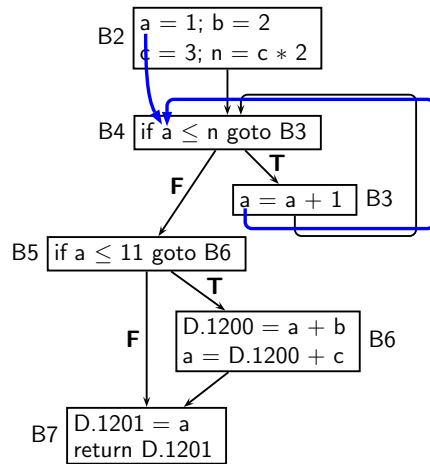 B2
a = 1; b = 2
c = 3; n = c * 2
B4
if a ≤ n goto B3
F
T
a = a + 1
B3
B5
if a ≤ 11 goto B6
F
T
D.1200 = a + b
a = D.1200 + c
B6
B7
D.1201 = a
return D.1201